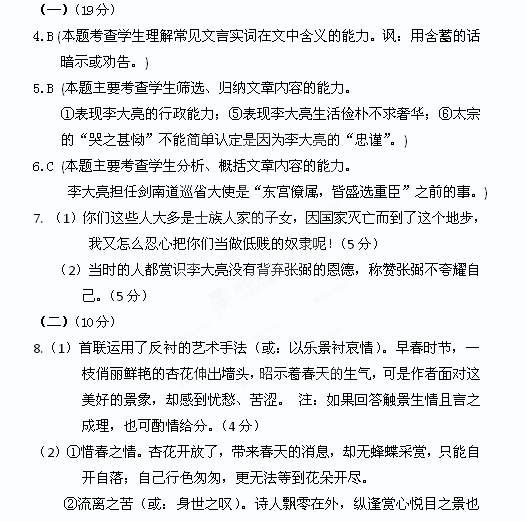 （一）（19分）
4. B (本题考查学生理解常见文言实词在文中含义的能力。讽：用含蓄的话
暗示或劝告。)
5. B (本题主要考查学生筛选、归纳文章内容的能力。
①表现李大亮的行政能力；⑤表现李大亮生活俭朴不求奢华；⑥太宗
的“哭之甚恸”不能简单认定是因为李大亮的“忠谨”。)
6. C (本题主要考查学生分析、概括文章内容的能力。
李大亮担任剑南道巡省大使是“东宫僚属，皆盛选重臣”之前的事。)
7. （1）你们这些人大多是士族人家的子女，因国家灭亡而到了这个地步，
我又怎么忍心把你们当做低贱的奴隶呢！（5分）
（2）当时的人都赏识李大亮没有背弃张弼的恩德，称赞张弼不夸耀自
己。（5分）
（二）（10分）
8.（1）首联运用了反衬的艺术手法（或：以乐景衬哀情）。早春时节，一
枝俏丽鲜艳的杏花伸出墙头，昭示着春天的生气，可是作者面对这
美好的景象，却感到忧愁、苦涩。 注：如果回答触景生情且言之
成理，也可酌情给分。（4分）
（2）①惜春之情。杏花开放了，带来春天的消息，却无蜂蝶采赏，只能自
开自落；自己行色匆匆，更无法等到花朵开尽。
②流离之苦（或：身世之叹）。诗人飘零在外，纵逢赏心悦目之景也